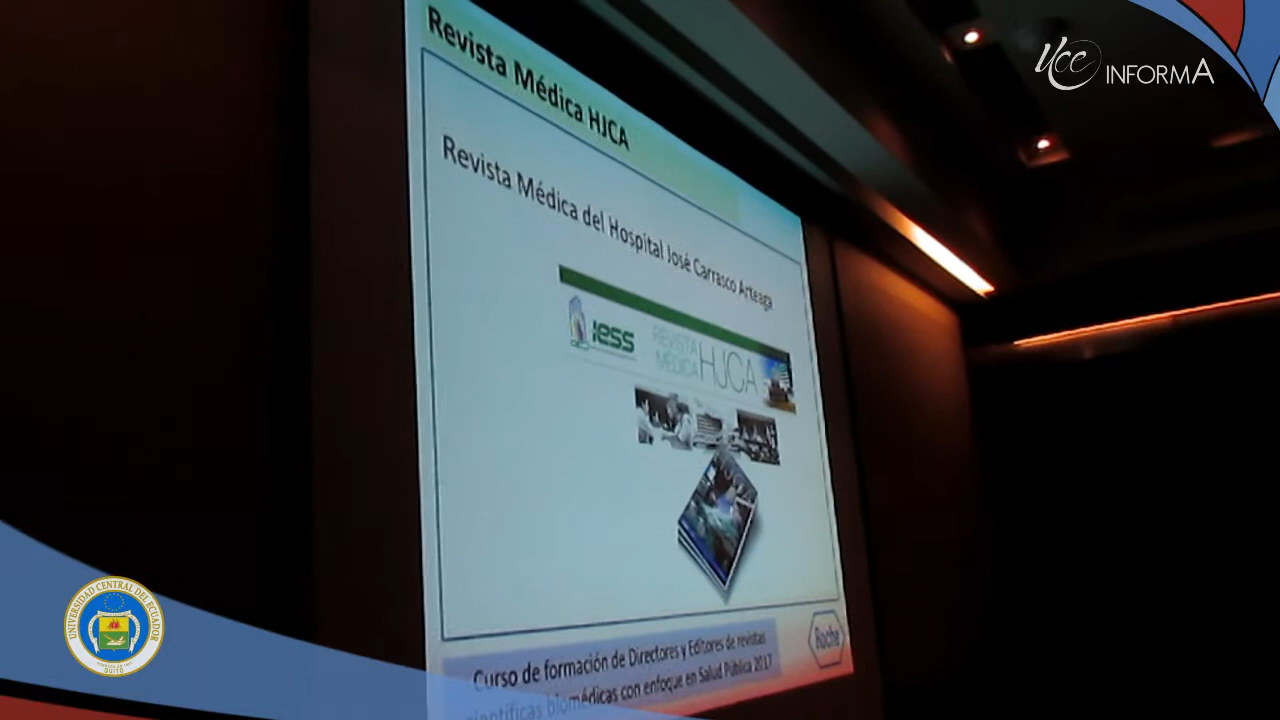 Revista Médica HJCA
UCE INFORMA
Revista Médica del Hospital José Carrasco Arteaga
IESS
REVISTA
MÉDICA HJCA
Roche
Curso de formación de Directores y Editores de revistas
científicas biomédicas con enfoque en Salud Pública 2017
UNIVERSIDAD CENTRAL DEL ECUADOR
QUITO